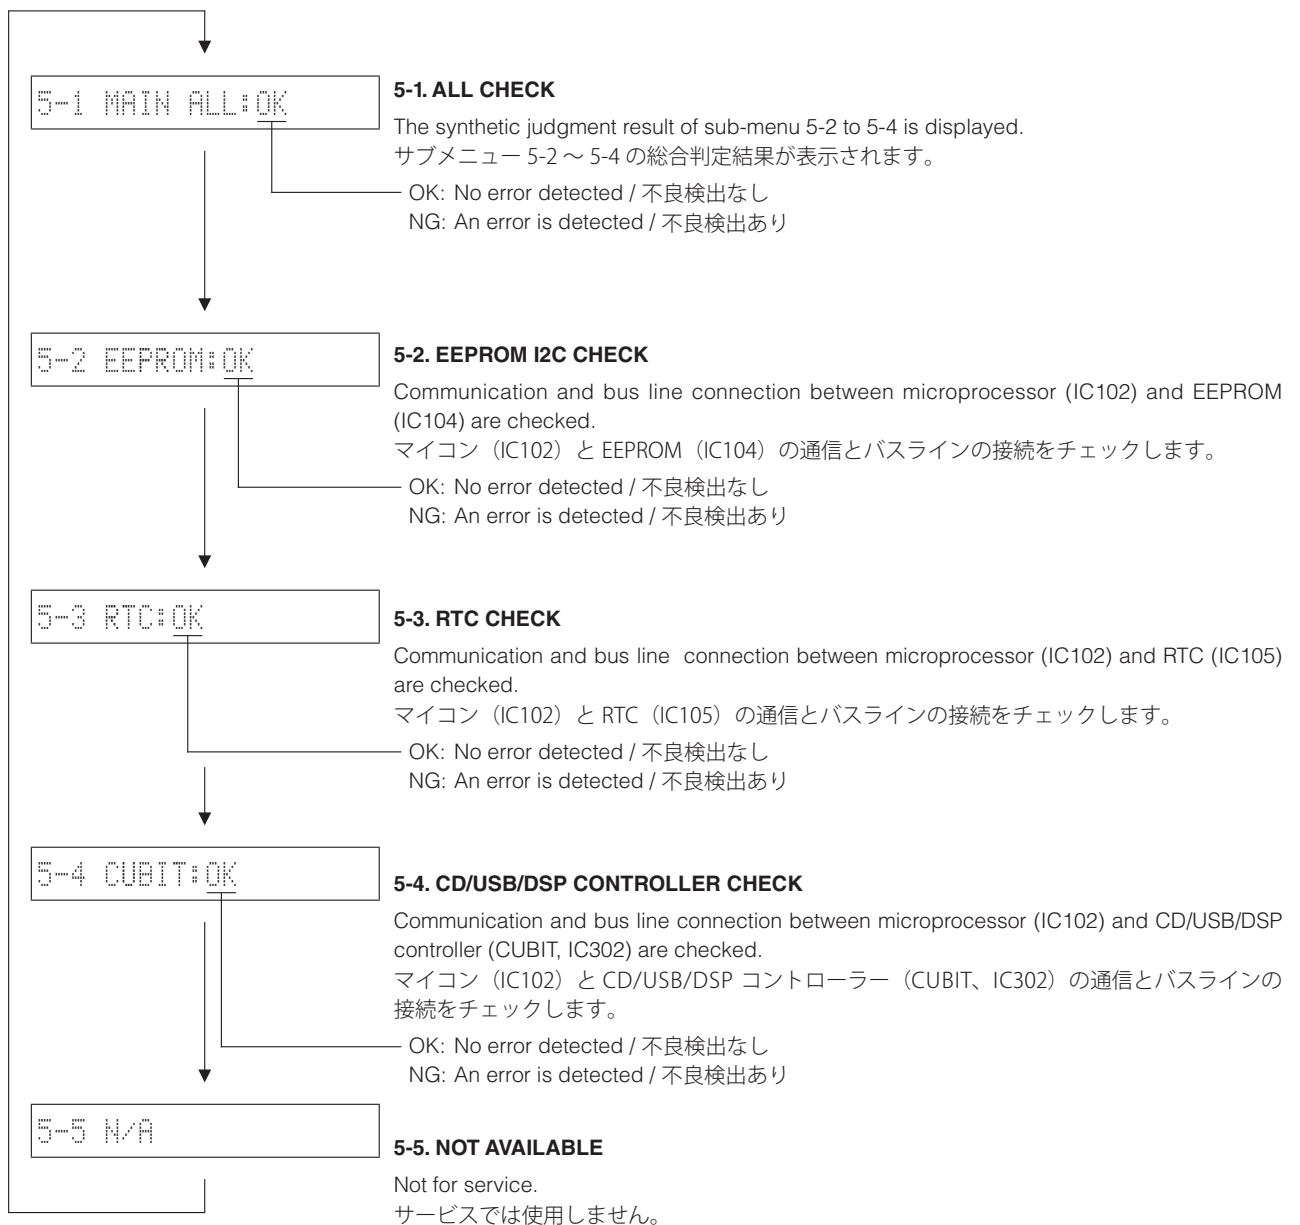 5-1 MAIN ALL:OK
5-1. ALL CHECK
The synthetic judgment result of sub-menu 5-2 to 5-4 is displayed.
サブメニュー 5-2 ～ 5-4 の総合判定結果が表示されます。
OK: No error detected / 不良検出なし
NG: An error is detected / 不良検出あり
5-2 EEPROM:OK
5-2. EEPROM I2C CHECK
Communication and bus line connection between microprocessor (IC102) and EEPROM
(IC104) are checked.
マイコン（IC102）と EEPROM（IC104）の通信とバスラインの接続をチェックします。
OK: No error detected / 不良検出なし
NG: An error is detected / 不良検出あり
5-3 RTC:OK
5-3. RTC CHECK
Communication and bus line connection between microprocessor (IC102) and RTC (IC105)
are checked.
マイコン（IC102）と RTC（IC105）の通信とバスラインの接続をチェックします。
OK: No error detected / 不良検出なし
NG: An error is detected / 不良検出あり
5-4 CUBIT:OK
5-4. CD/USB/DSP CONTROLLER CHECK
Communication and bus line connection between microprocessor (IC102) and CD/USB/DSP
controller (CUBIT, IC302) are checked.
マイコン（IC102）と CD/USB/DSP コントローラー（CUBIT、IC302）の通信とバスラインの
接続をチェックします。
OK: No error detected / 不良検出なし
NG: An error is detected / 不良検出あり
5-5 N/A
5-5. NOT AVAILABLE
Not for service.
サービスでは使用しません。